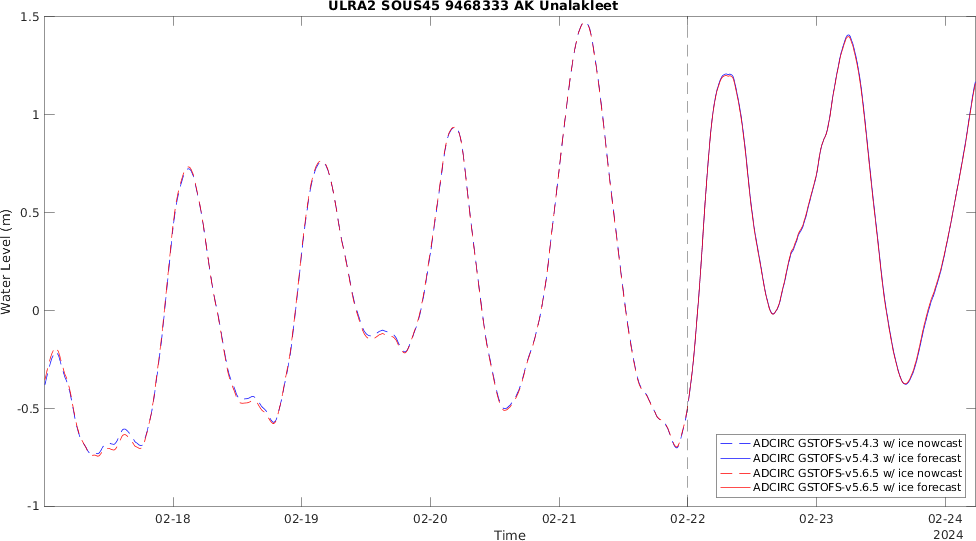 ULRA2 SOUS45 9468333 AK Unalakleet
Water Level (m)
1.5
1
0.5
0
-0.5
-1
02-18
02-19
02-20
02-21
02-22
02-23
02-24
Time
2024
ADCIRC GSTOFS-v5.4.3 w/ ice nowcast
ADCIRC GSTOFS-v5.4.3 w/ ice forecast
ADCIRC GSTOFS-v5.6.5 w/ ice nowcast
ADCIRC GSTOFS-v5.6.5 w/ ice forecast